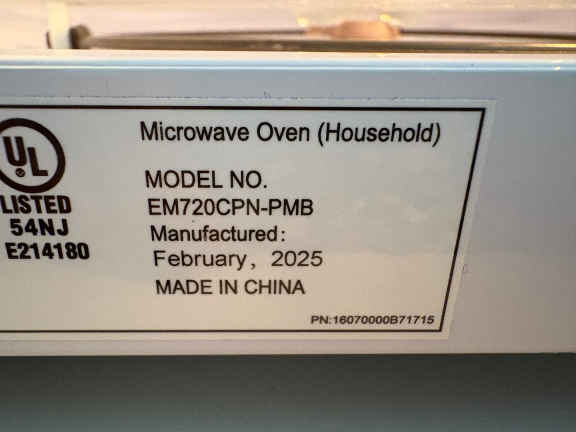 UL
®
LISTED
54NJ
E214180
Microwave Oven (Household)
MODEL NO.
EM720CPN-PMB
Manufactured:
February, 2025
MADE IN CHINA
PN:16070000B71715